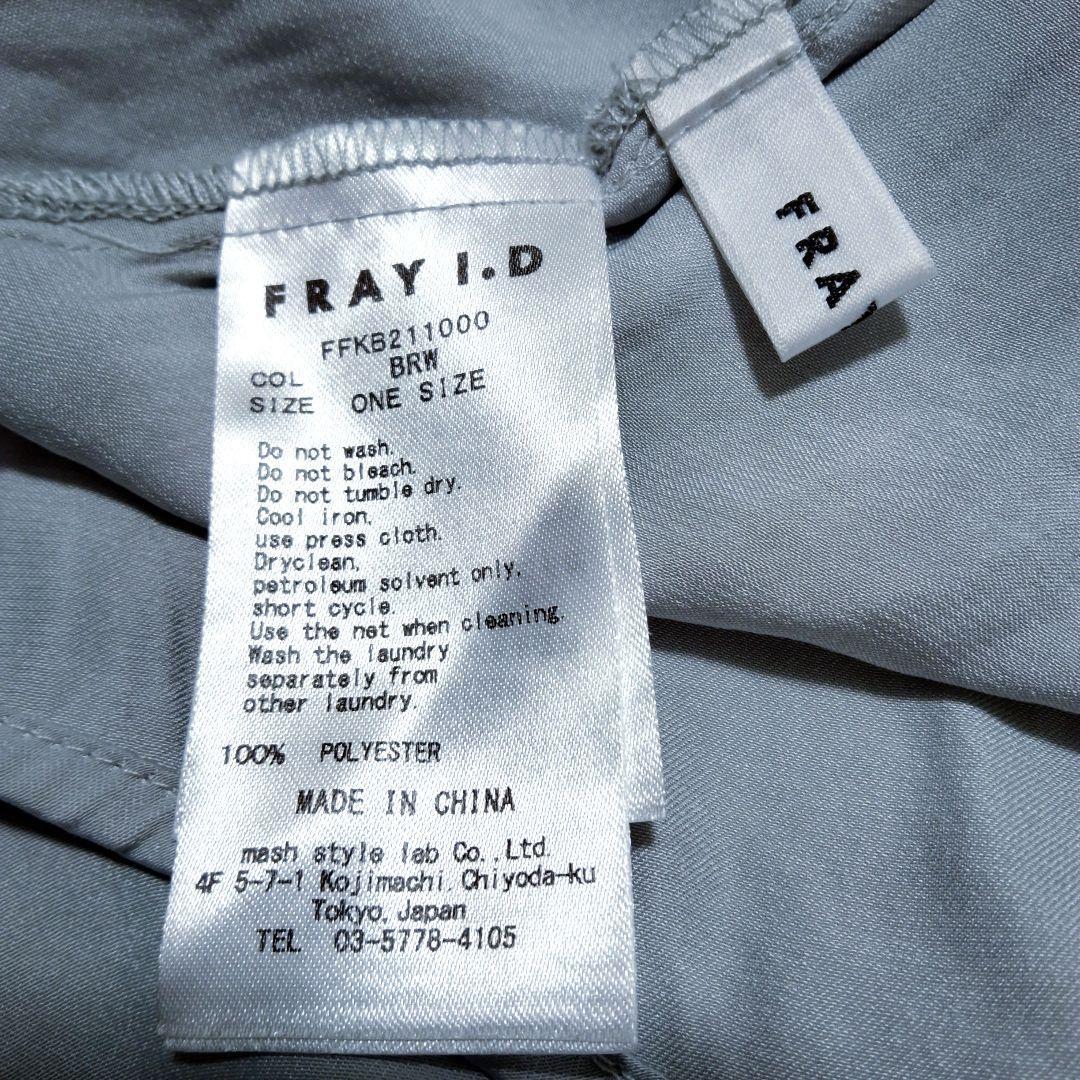 FRAY I.D
FFKB211000
COL BRW
SIZE ONE SIZE
Do not wash.
Do not bleach.
Do not tumble dry.
Cool iron.
use press cloth.
Dryclean.
petroleum solvent only.
short cycle.
Use the net when cleaning.
Wash the laundry
separately from
other laundry.
100% POLYESTER
MADE IN CHINA
mash style lab Co.,Ltd.
4F 5-7-1 Kojimachi.Chiyoda-ku
Tokyo.Japan
TEL 03-5778-4105
FRAY